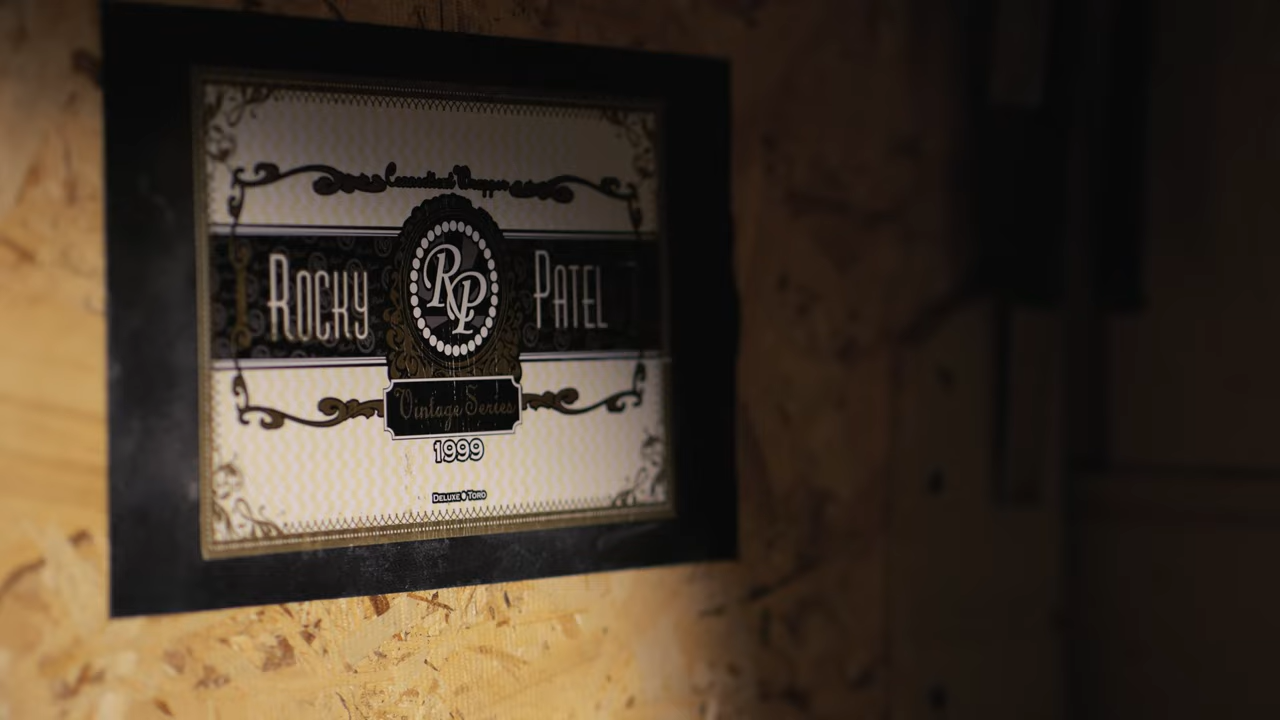 Connecticut Wrapper
ROCKY RP PATEL
Vintage Series
1999
DELUXE TORO